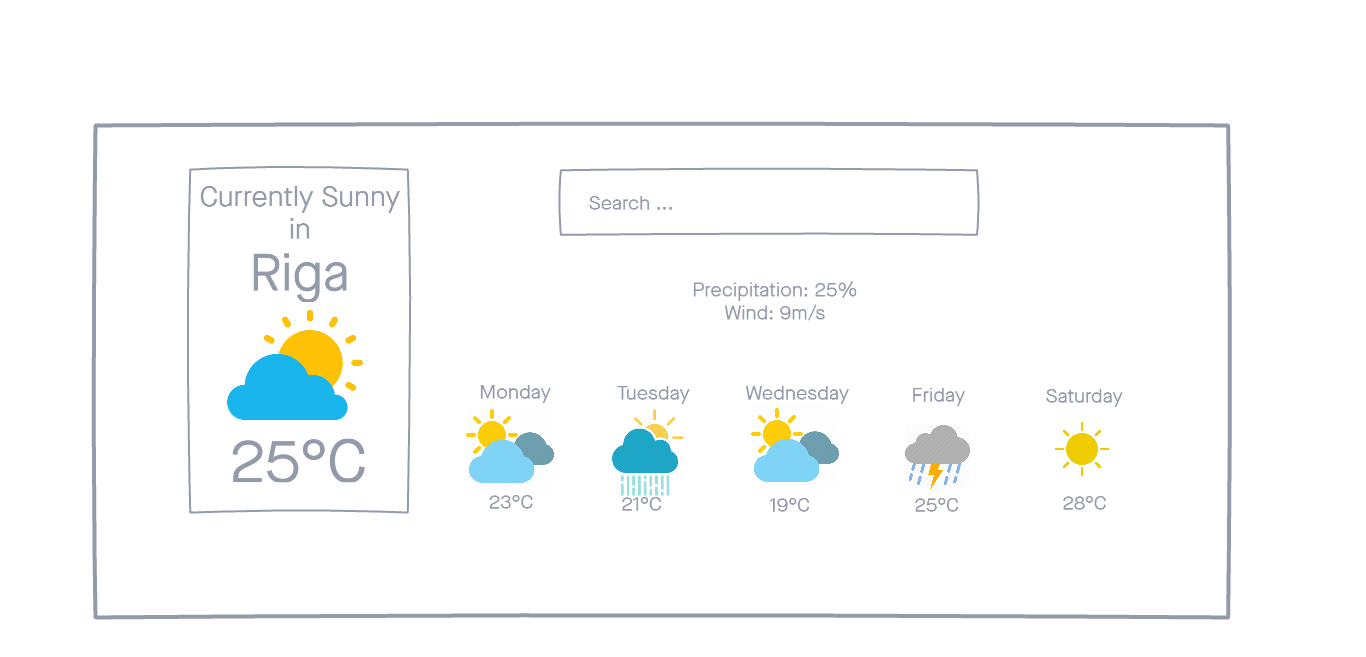 Currently Sunny
in
Riga
25°C
Search ...
Precipitation: 25%
Wind: 9m/s
Monday
Tuesday
Wednesday
Friday
Saturday
23°C
21°C
19°C
25°C
28°C